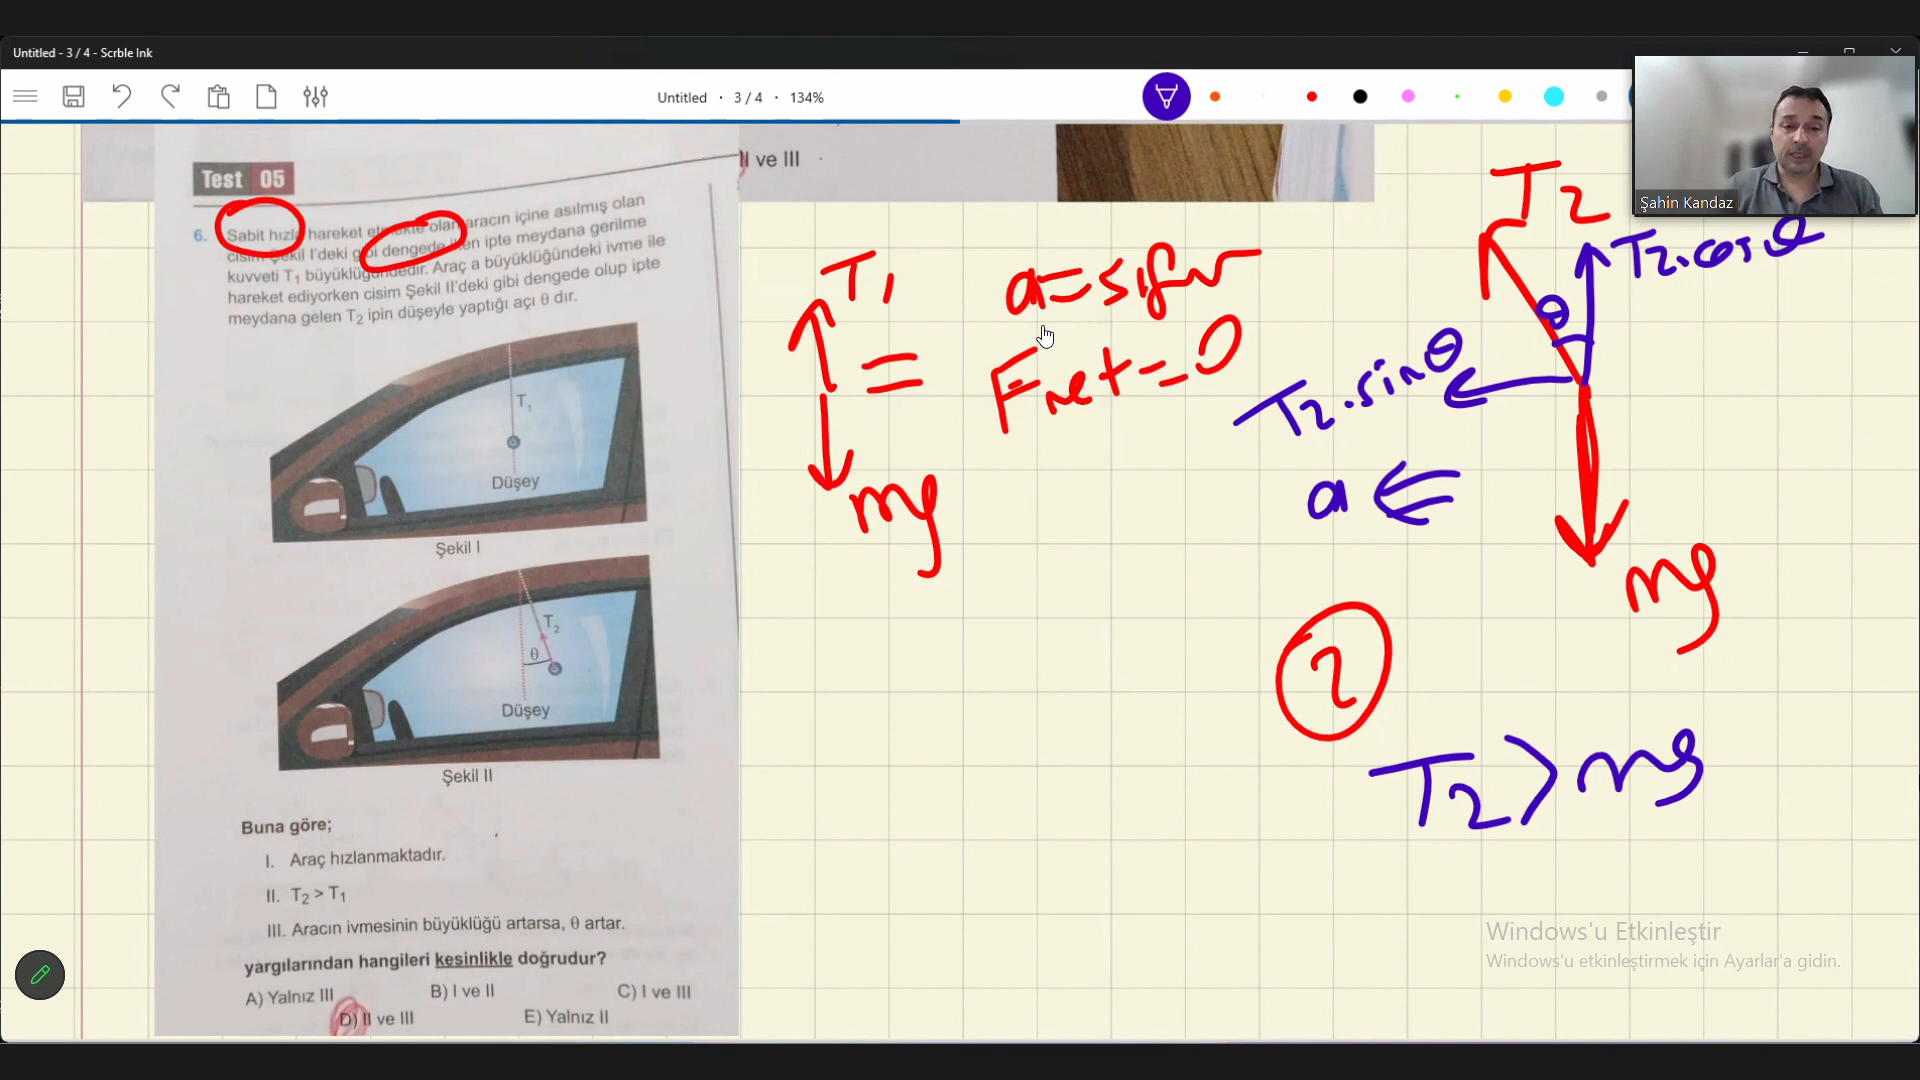 Untitled - 3 / 4 - Scrble Ink
Untitled · 3 / 4 · 134%
Şahin Kandaz
II ve III
Test 05
6. Sabit hızla hareket etmekte olan aracın içine asılmış olan
cisim Şekil I'deki gibi dengede iken ipte meydana gerilme
kuvveti T₁ büyüklüğündedir. Araç a büyüklüğündeki ivme ile
hareket ediyorken cisim Şekil II'deki gibi dengede olup ipte
meydana gelen T₂ ipin düşeyle yaptığı açı θ dır.
T₁
Düşey
Şekil I
T₂
θ
Düşey
Şekil II
Buna göre;
I. Araç hızlanmaktadır.
II. T₂ > T₁
III. Aracın ivmesinin büyüklüğü artarsa, θ artar.
yargılarından hangileri kesinlikle doğrudur?
A) Yalnız III B) I ve II C) I ve III
D) II ve III E) Yalnız II
T₁
=
mg
a = sıfır
Fnet = 0
T₂
T₂.cosθ
θ
T₂.sinθ
a
mg
2
T₂ > mg
Windows'u Etkinleştir
Windows'u etkinleştirmek için Ayarlar'a gidin.